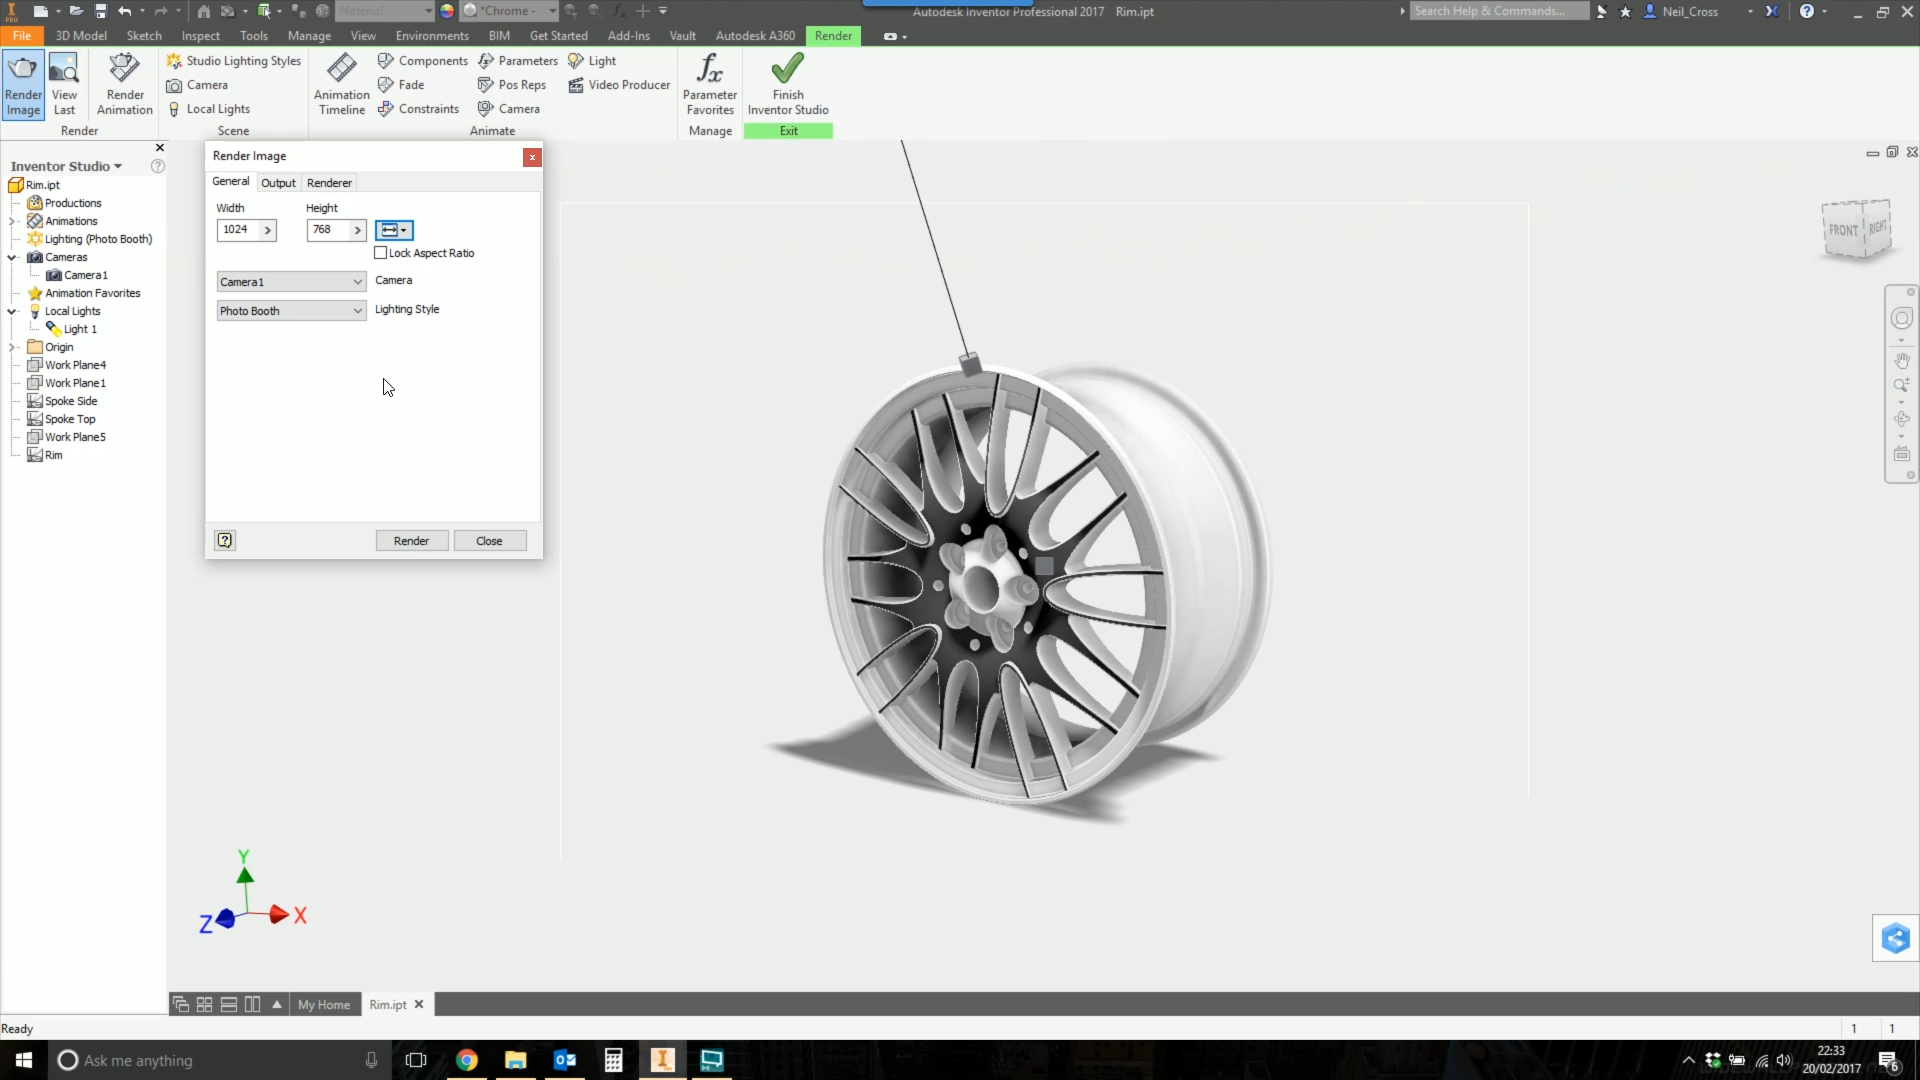 PRO Material *Chrome - Autodesk Inventor Professional 2017 Rim.ipt Search Help & Commands... Neil_Cross
File 3D Model Sketch Inspect Tools Manage View Environments BIM Get Started Add-Ins Vault Autodesk A360 Render
Studio Lighting Styles Components Parameters Light
Camera Fade Pos Reps Video Producer
Local Lights Constraints Camera
Render Image
View Last
Render Animation
Animation Timeline
Parameter Favorites
Finish Inventor Studio
Render Scene Animate Manage Exit
Inventor Studio
Rim.ipt
Productions
Animations
Lighting (Photo Booth)
Cameras
Camera1
Animation Favorites
Local Lights
Light 1
Origin
Work Plane4
Work Plane1
Spoke Side
Spoke Top
Work Plane5
Rim
Render Image x
General Output Renderer
Width Height
1024 768
Lock Aspect Ratio
Camera1 Camera
Photo Booth Lighting Style
Render Close
FRONT RIGHT
Y
X
Z
My Home Rim.ipt
Ready 1 1
Ask me anything
22:33
20/02/2017
6